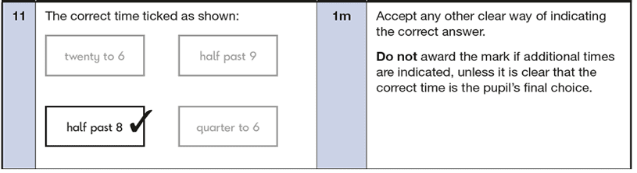 11 The correct time ticked as shown: 1m Accept any other clear way of indicating
the correct answer.
twenty to 6 half past 9
Do not award the mark if additional times
are indicated, unless it is clear that the
correct time is the pupil's final choice.
half past 8 quarter to 6